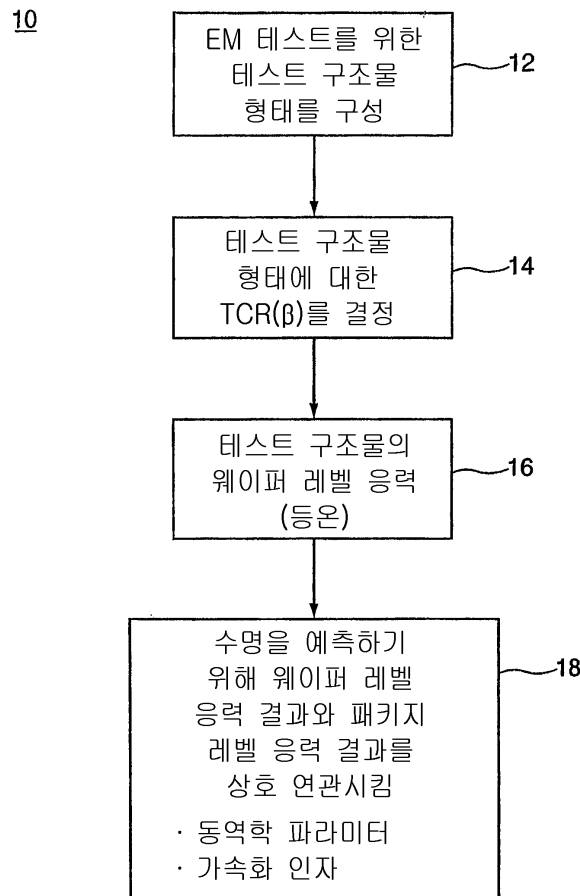 10
EM 테스트를 위한
테스트 구조물
형태를 구성
12
테스트 구조물
형태에 대한
TCR(β)를 결정
14
테스트 구조물의
웨이퍼 레벨 응력
(등온)
16
수명을 예측하기
위해 웨이퍼 레벨
응력 결과와 패키지
레벨 응력 결과를
상호 연관시킴
· 동역학 파라미터
· 가속화 인자
18